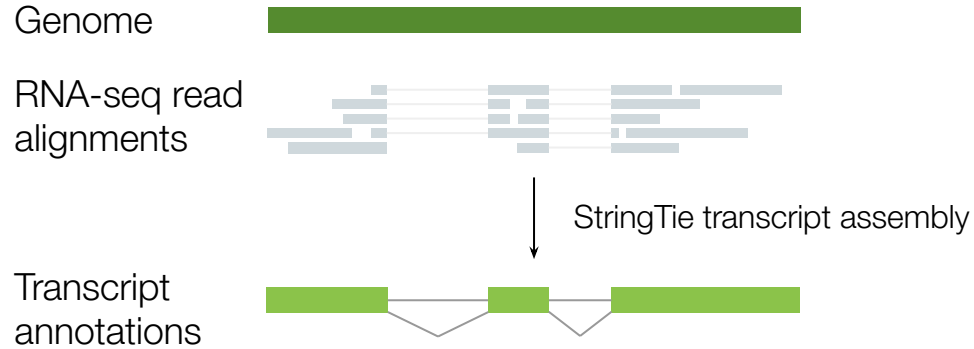 Genome
RNA-seq read
alignments
StringTie transcript assembly
Transcript
annotations